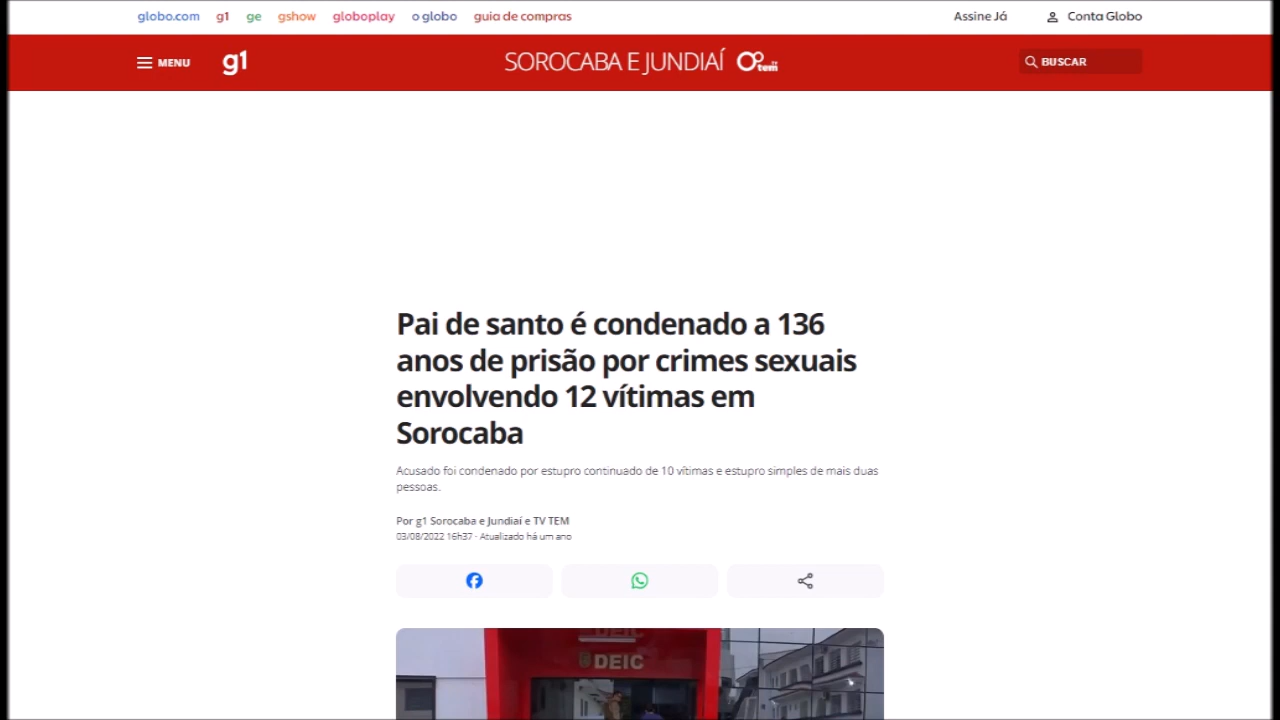 globo.com g1 ge gshow globoplay o globo guia de compras Assine Já Conta Globo
MENU g1 SOROCABA E JUNDIAÍ tem BUSCAR
Pai de santo é condenado a 136
anos de prisão por crimes sexuais
envolvendo 12 vítimas em
Sorocaba
Acusado foi condenado por estupro continuado de 10 vítimas e estupro simples de mais duas
pessoas.
Por g1 Sorocaba e Jundiaí e TV TEM
03/08/2022 16h37 · Atualizado há um ano
DEIC
DEIC